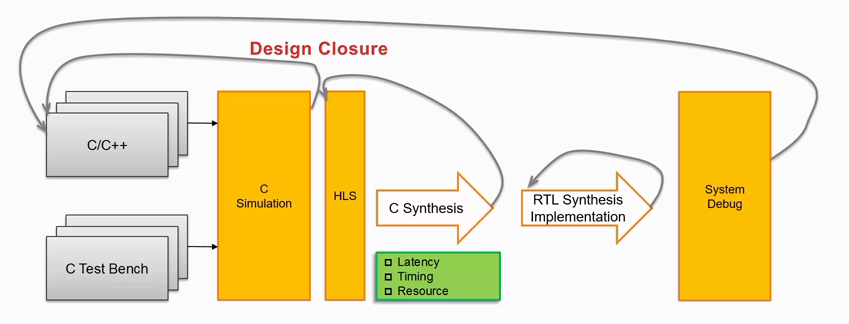 Design Closure
C/C++
C Test Bench
C
Simulation
HLS
C Synthesis
Latency
Timing
Resource
RTL Synthesis
Implementation
System
Debug